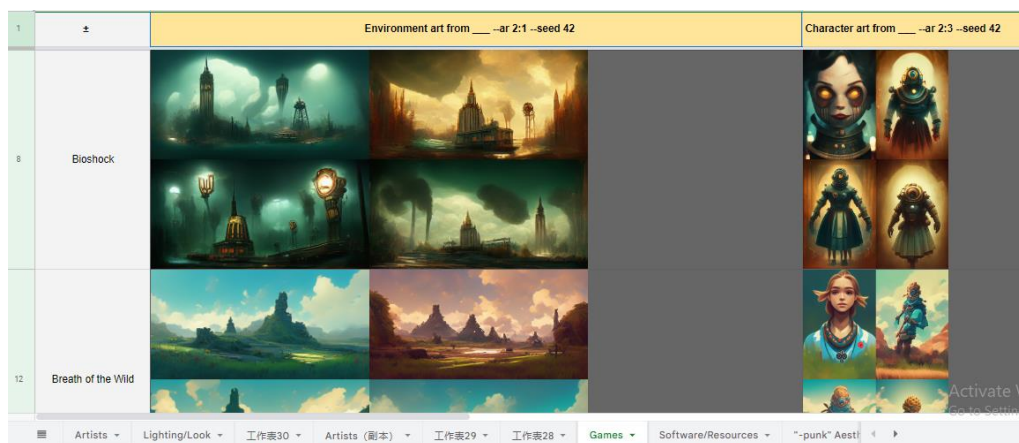 1 ± Environment art from ___ --ar 2:1 --seed 42 Character art from ___ --ar 2:3 --seed 42
8 Bioshock
12 Breath of the Wild
Activate
Go to Settin
Artists Lighting/Look 工作表30 Artists（副本） 工作表29 工作表28 Games Software/Resources "-punk" Aesth